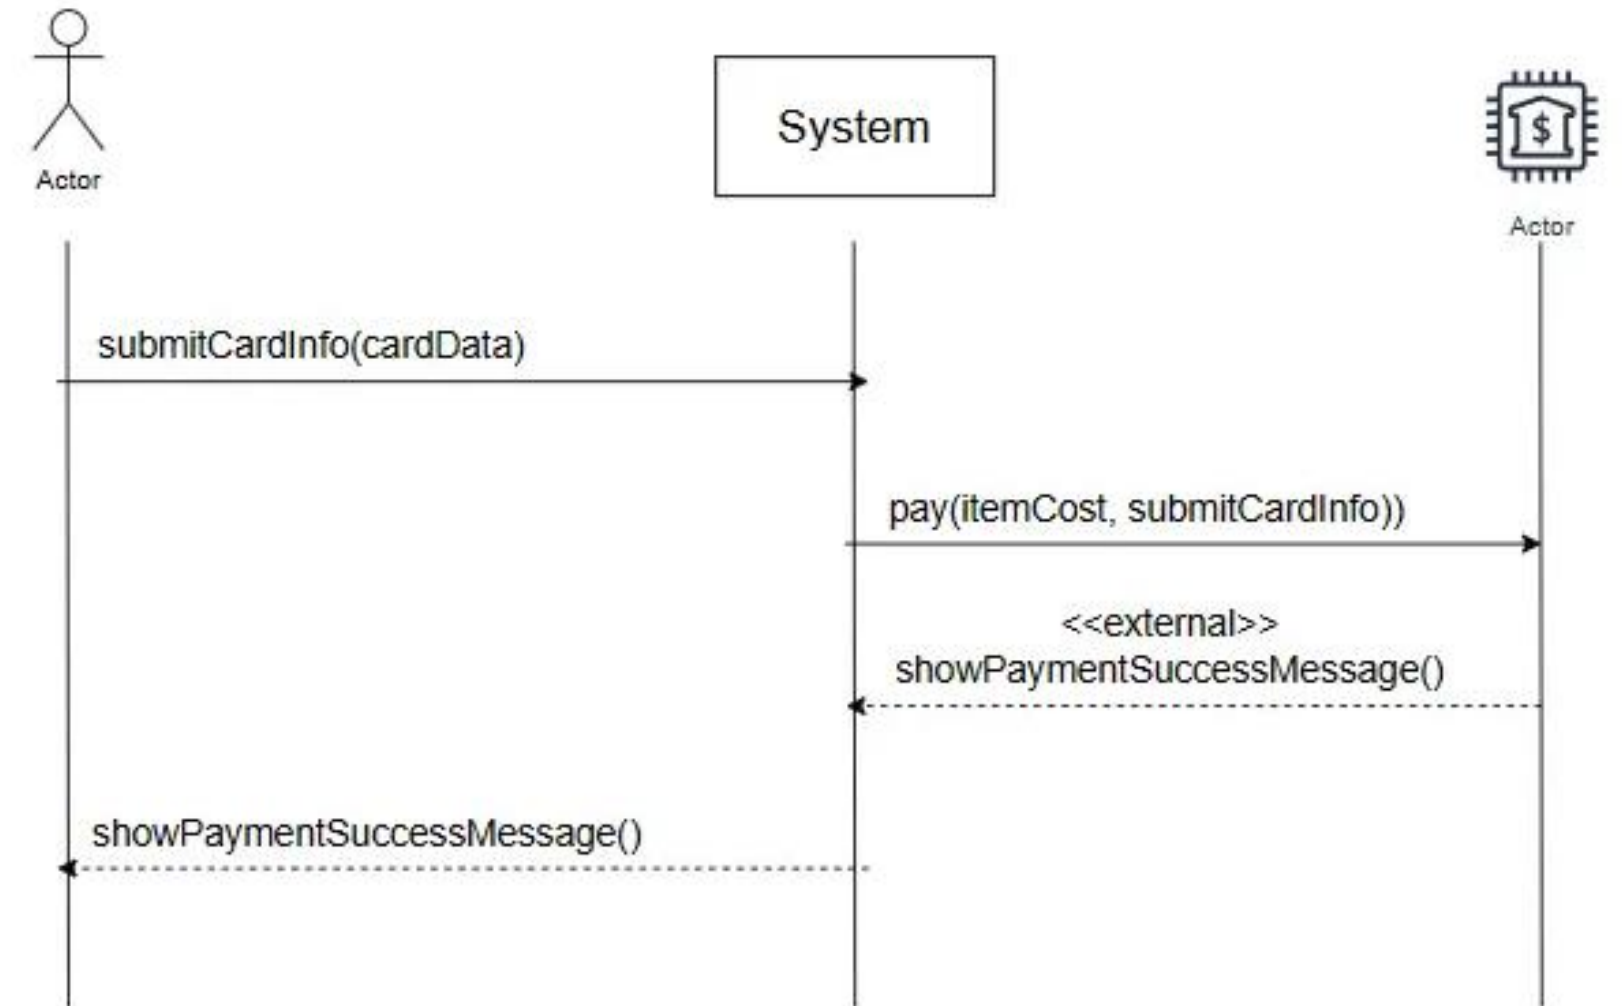 Actor
System
$
Actor
submitCardInfo(cardData)
pay(itemCost, submitCardInfo))
<<external>>
showPaymentSuccessMessage()
showPaymentSuccessMessage()